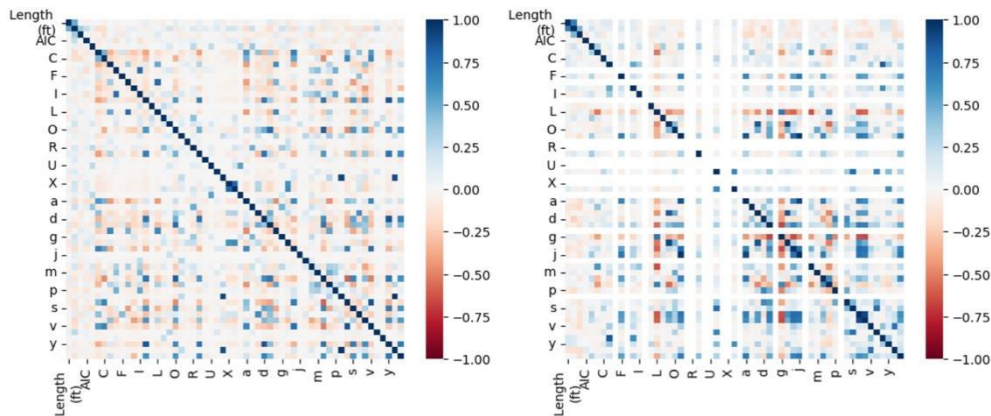 Length
(ft)
AIC
C
F
I
L
O
R
U
X
a
d
g
j
m
p
s
v
y
Length
(ft)
AIC
C
F
I
L
O
R
U
X
a
d
g
j
m
p
s
v
y
1.00
0.75
0.50
0.25
0.00
−0.25
−0.50
−0.75
−1.00
Length
(ft)
AIC
C
F
I
L
O
R
U
X
a
d
g
j
m
p
s
v
y
Length
(ft)
AIC
C
F
I
L
O
R
U
X
a
d
g
j
m
p
s
v
y
1.00
0.75
0.50
0.25
0.00
−0.25
−0.50
−0.75
−1.00